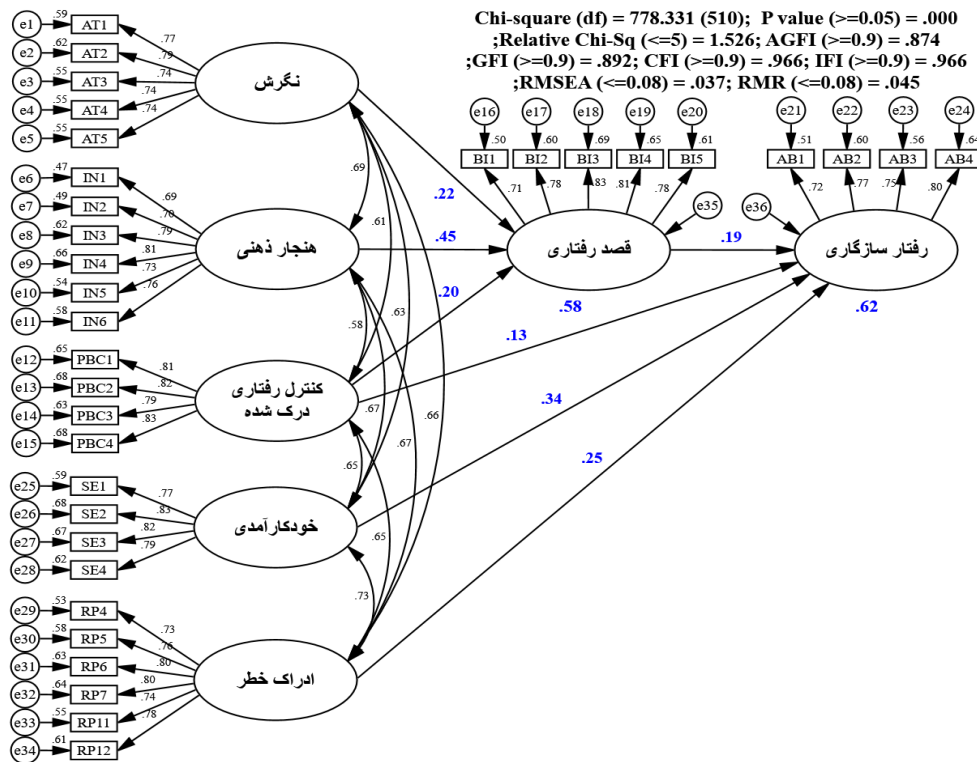 Chi-square (df) = 778.331 (510); P value (>=0.05) = .000
;Relative Chi-Sq (<=5) = 1.526; AGFI (>=0.9) = .874
;GFI (>=0.9) = .892; CFI (>=0.9) = .966; IFI (>=0.9) = .966
;RMSEA (<=0.08) = .037; RMR (<=0.08) = .045
e1 .59 AT1 .77
e2 .62 AT2 .79
e3 .55 AT3 .74
e4 .55 AT4 .74
e5 .55 AT5 .74
نگرش
e6 .47 IN1 .69
e7 .49 IN2 .70
e8 .62 IN3 .79
e9 .66 IN4 .81
e10 .54 IN5 .73
e11 .58 IN6 .76
هنجار ذهنی
e12 .65 PBC1 .81
e13 .68 PBC2 .82
e14 .63 PBC3 .79
e15 .68 PBC4 .83
کنترل رفتاری
درک شده
e25 .59 SE1 .77
e26 .68 SE2 .83
e27 .67 SE3 .82
e28 .62 SE4 .79
خودکارآمدی
e29 .53 RP4 .73
e30 .58 RP5 .76
e31 .63 RP6 .80
e32 .64 RP7 .80
e33 .55 RP11 .74
e34 .61 RP12 .78
ادراک خطر
.69
.61
.58
.63
.67
.66
.67
.65
.65
.73
.22
.45
.20
.13
.34
.25
.19
e16 e17 e18 e19 e20
.50 .60 .69 .65 .61
BI1 BI2 BI3 BI4 BI5
.71 .78 .83 .81 .78
e35
قصد رفتاری
.58
e21 e22 e23 e24
.51 .60 .56 .64
AB1 AB2 AB3 AB4
.72 .77 .75 .80
e36
رفتار سازگاری
.62